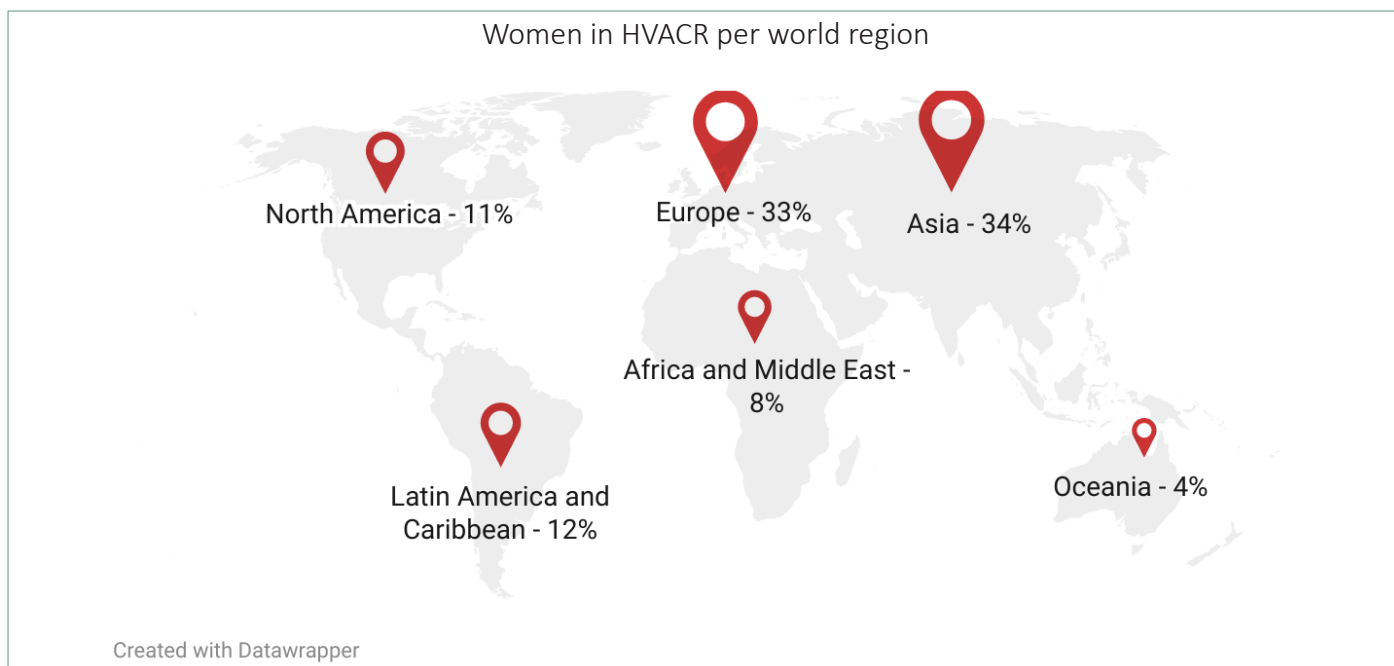 Women in HVACR per world region
North America - 11%
Europe - 33%
Asia - 34%
Africa and Middle East -
8%
Latin America and
Caribbean - 12%
Oceania - 4%
Created with Datawrapper